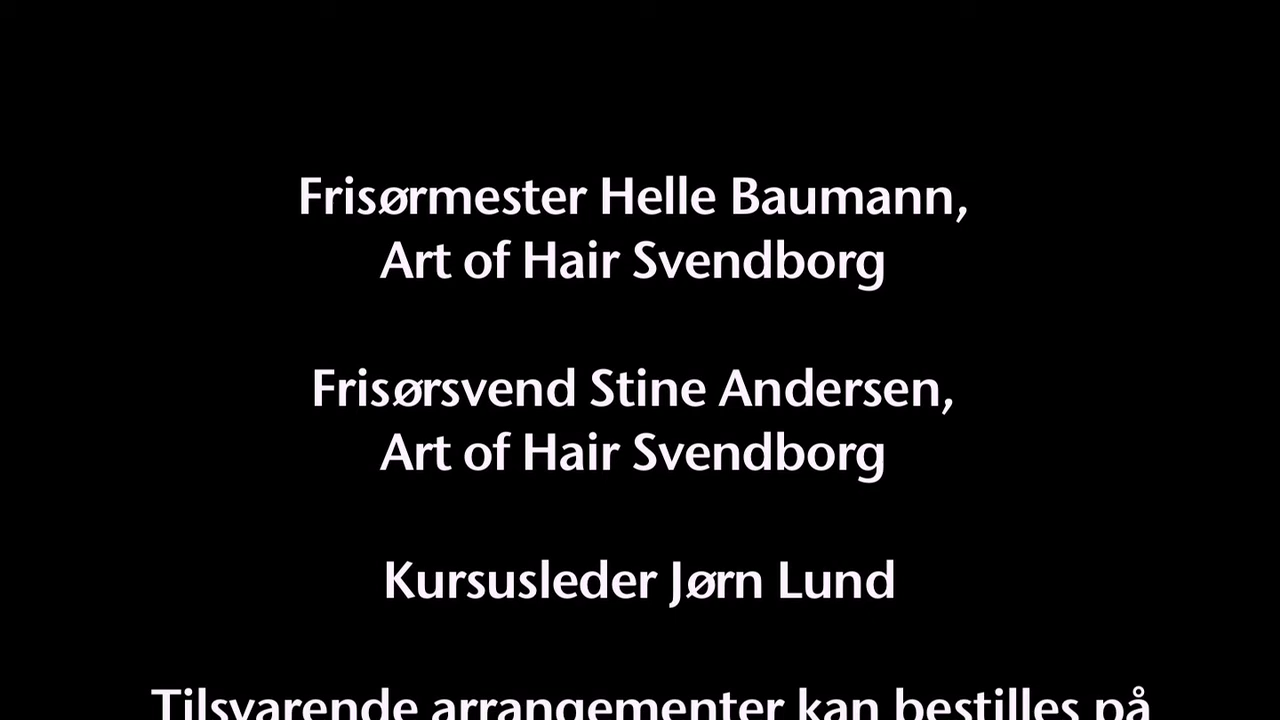 Frisørmester Helle Baumann,
Art of Hair Svendborg
Frisørsvend Stine Andersen,
Art of Hair Svendborg
Kursusleder Jørn Lund
Tilsvarende arrangementer kan bestilles på